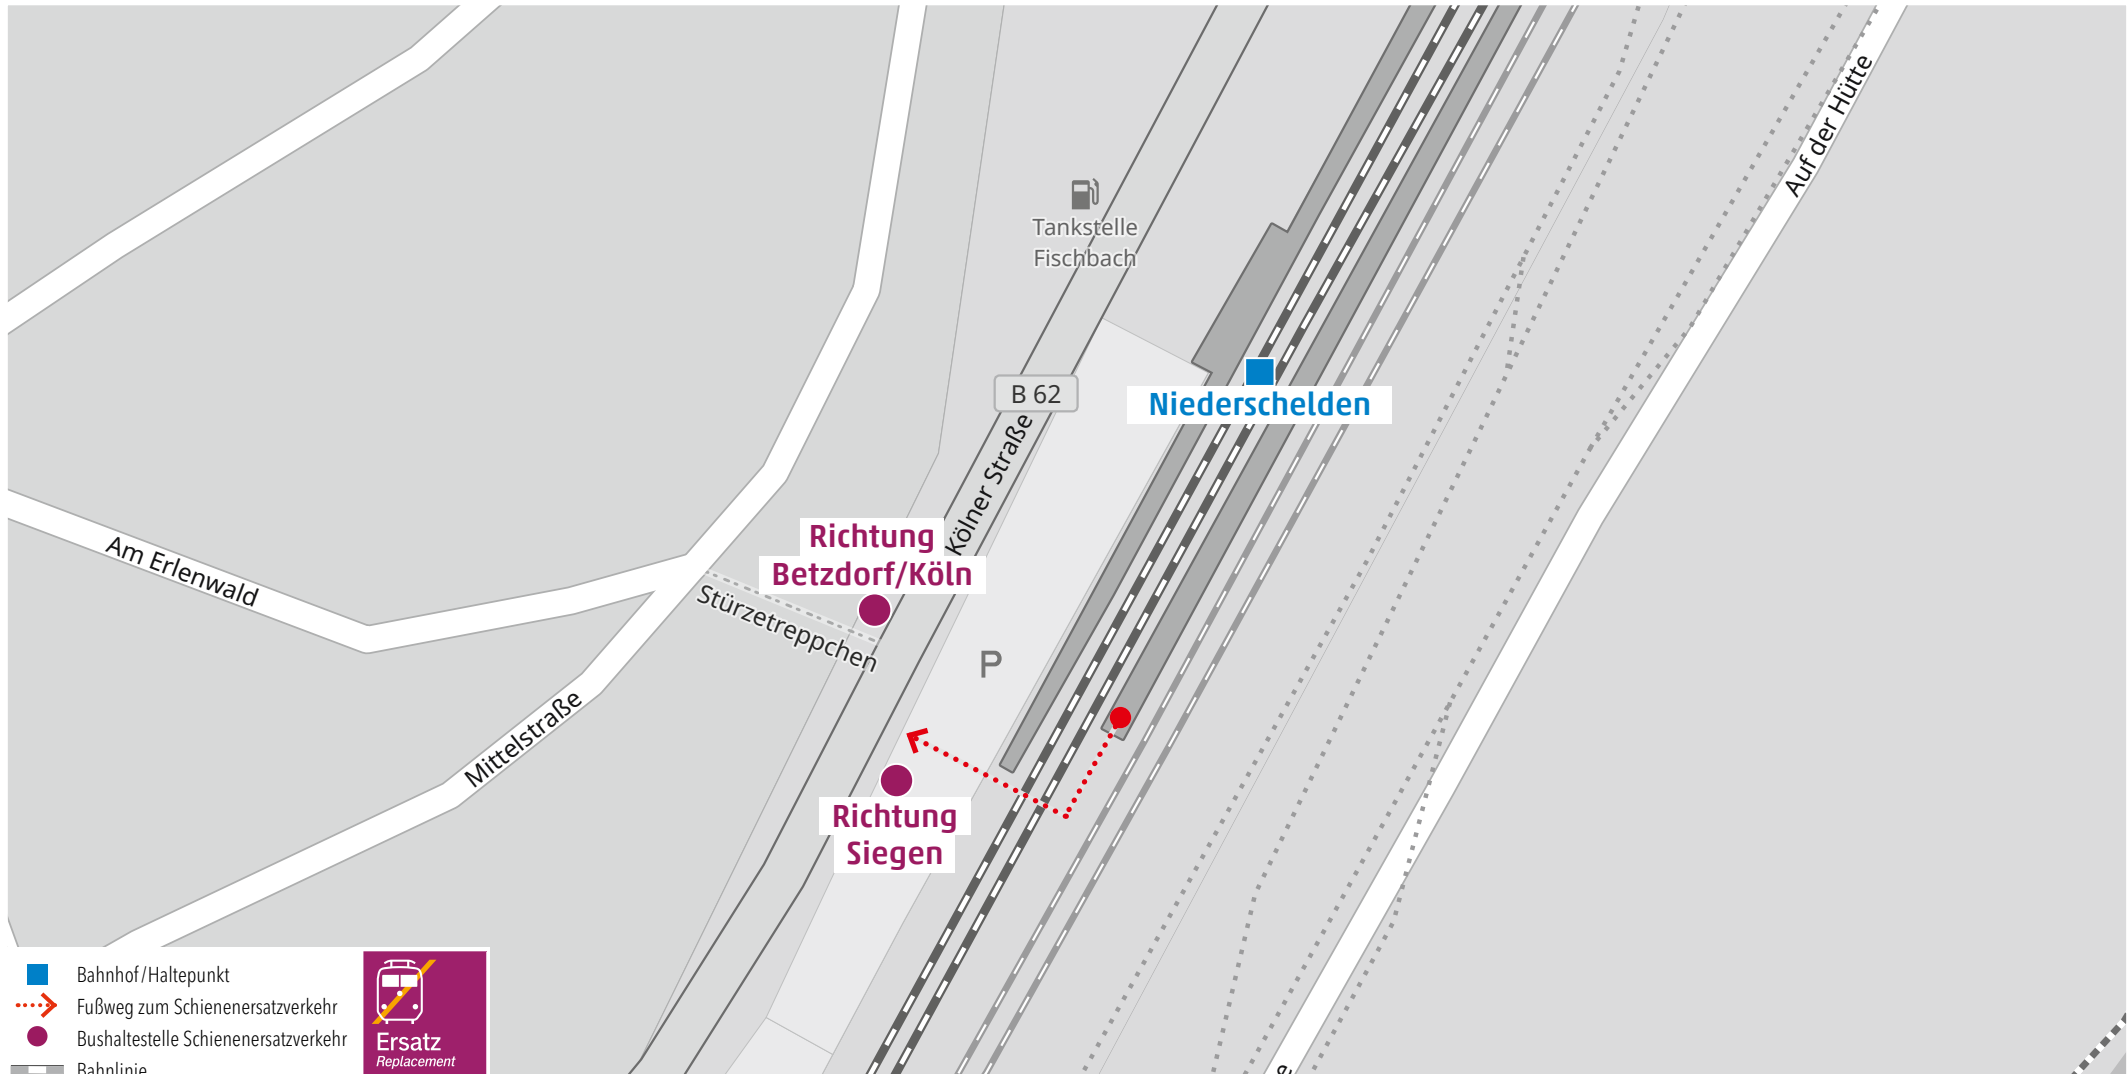 Auf der Hütte
Tankstelle
Fischbach
B 62
Niederschelden
Kölner Straße
Richtung
Betzdorf/Köln
Am Erlenwald
Stürzetreppchen
P
Mittelstraße
Richtung
Siegen
Bahnhof/Haltepunkt
Fußweg zum Schienenersatzverkehr
Bushaltestelle Schienenersatzverkehr
Bahnlinie
Ersatz
Replacement